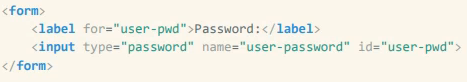 <form>
    <label for="user-pwd">Password:</label>
    <input type="password" name="user-password" id="user-pwd">
</form>